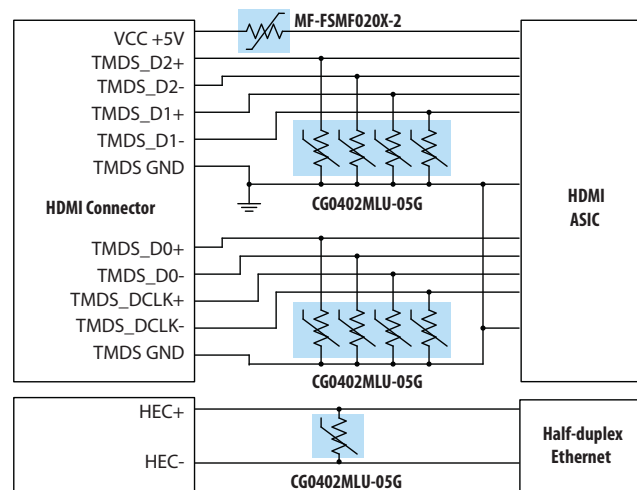 MF-FSMF020X-2
VCC +5V
TMDS_D2+
TMDS_D2-
TMDS_D1+
TMDS_D1-
TMDS GND
CG0402MLU-05G
HDMI Connector
HDMI
ASIC
TMDS_D0+
TMDS_D0-
TMDS_DCLK+
TMDS_DCLK-
TMDS GND
CG0402MLU-05G
HEC+
HEC-
Half-duplex
Ethernet
CG0402MLU-05G